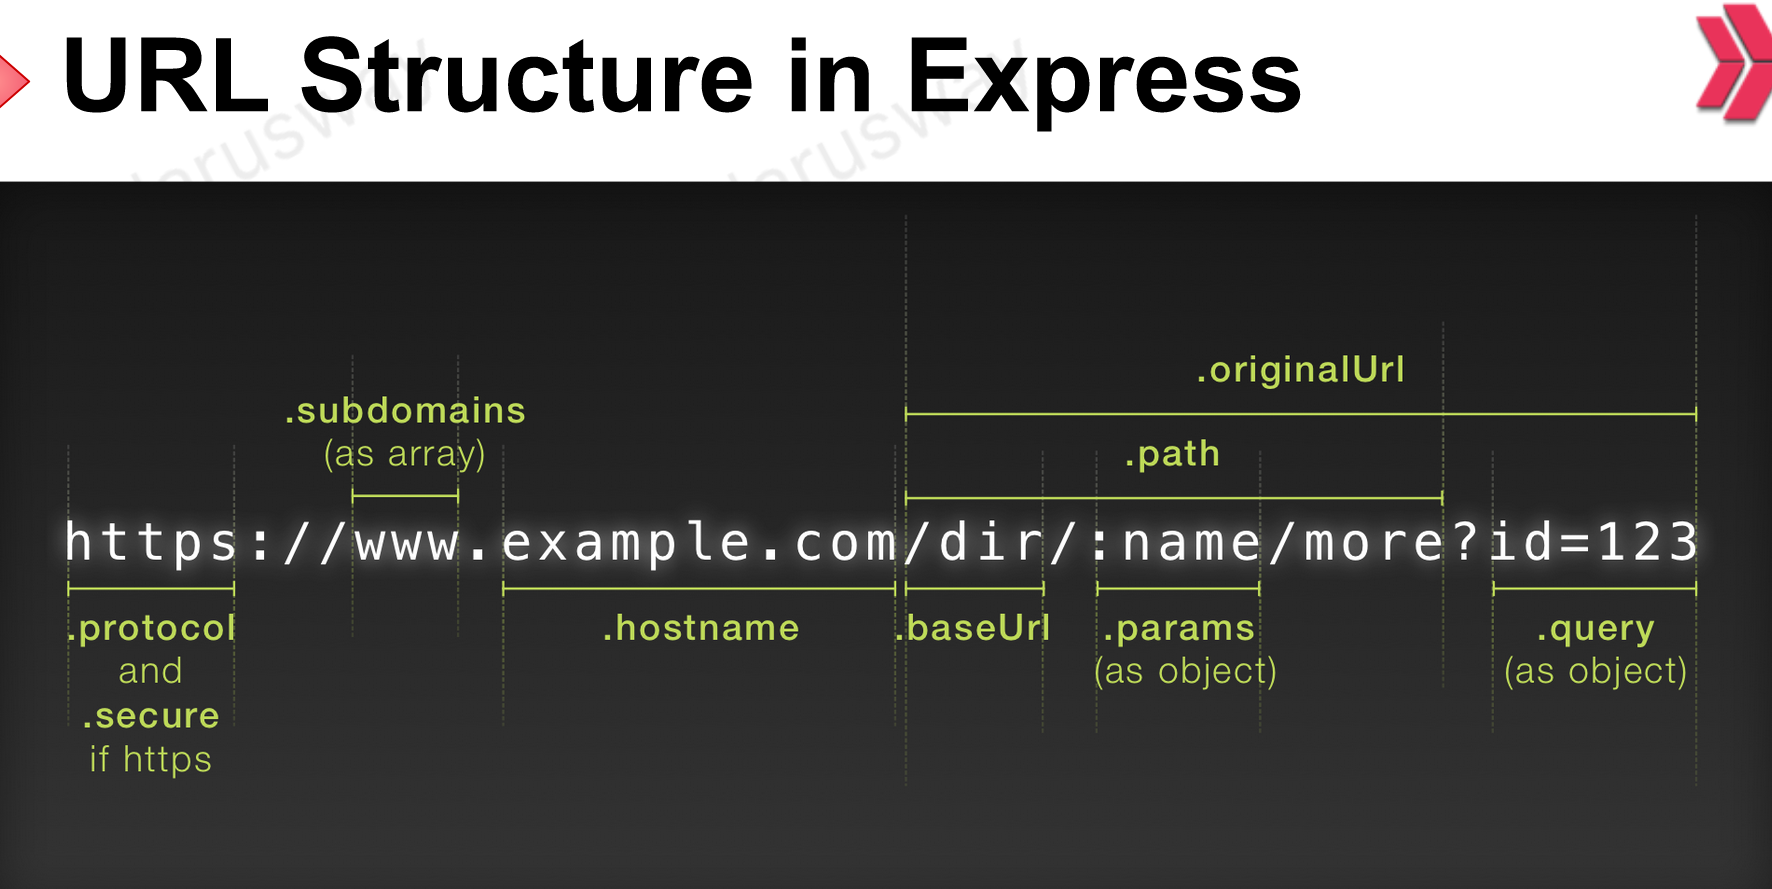 URL Structure in Express
.originalUrl
.subdomains
(as array)
.path
https://www.example.com/dir/:name/more?id=123
.protocol
and
.secure
if https
.hostname
.baseUrl
.params
(as object)
.query
(as object)